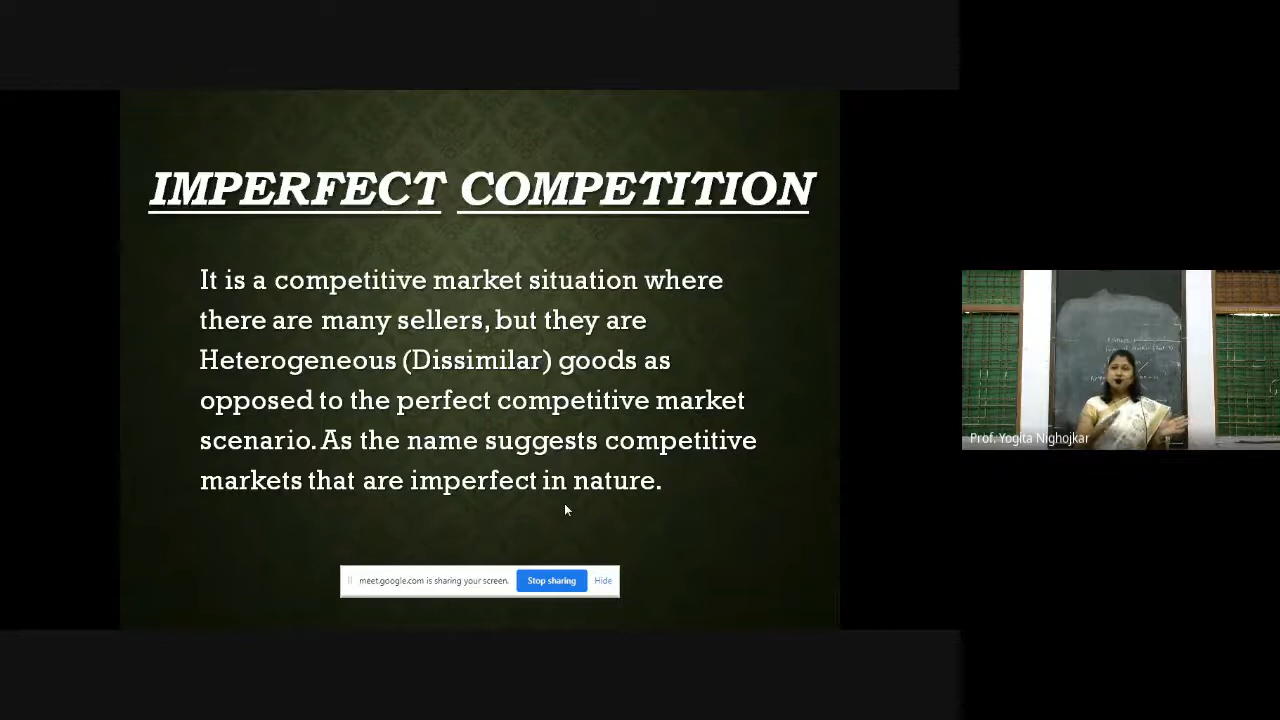 IMPERFECT COMPETITION
It is a competitive market situation where
there are many sellers, but they are
Heterogeneous (Dissimilar) goods as
opposed to the perfect competitive market
scenario. As the name suggests competitive
markets that are imperfect in nature.
meet.google.com is sharing your screen.
Stop sharing
Hide
Prof. Yogita Nighojkar